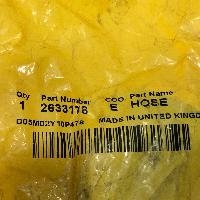 Qty Part Number COO Part Name
1 2633178 E HOSE
MADE IN UNITED KINGD